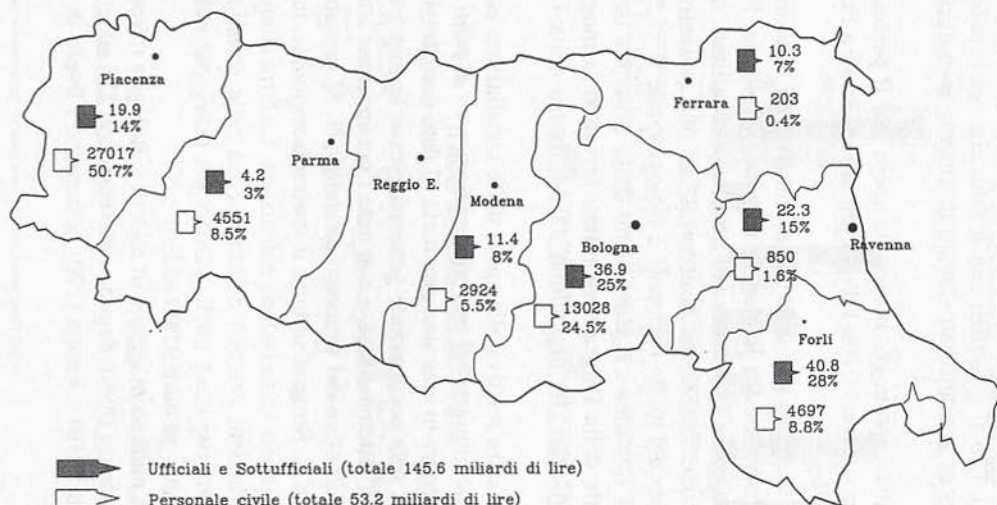 Piacenza
19.9
14%
27017
50.7%
Parma
4.2
3%
4551
8.5%
Reggio E.
Modena
11.4
8%
2924
5.5%
Bologna
36.9
25%
13028
24.5%
Ferrara
10.3
7%
203
0.4%
Ravenna
22.3
15%
850
1.6%
Forlì
40.8
28%
4697
8.8%
Ufficiali e Sottufficiali (totale 145.6 miliardi di lire)
Personale civile (totale 53.2 miliardi di lire)